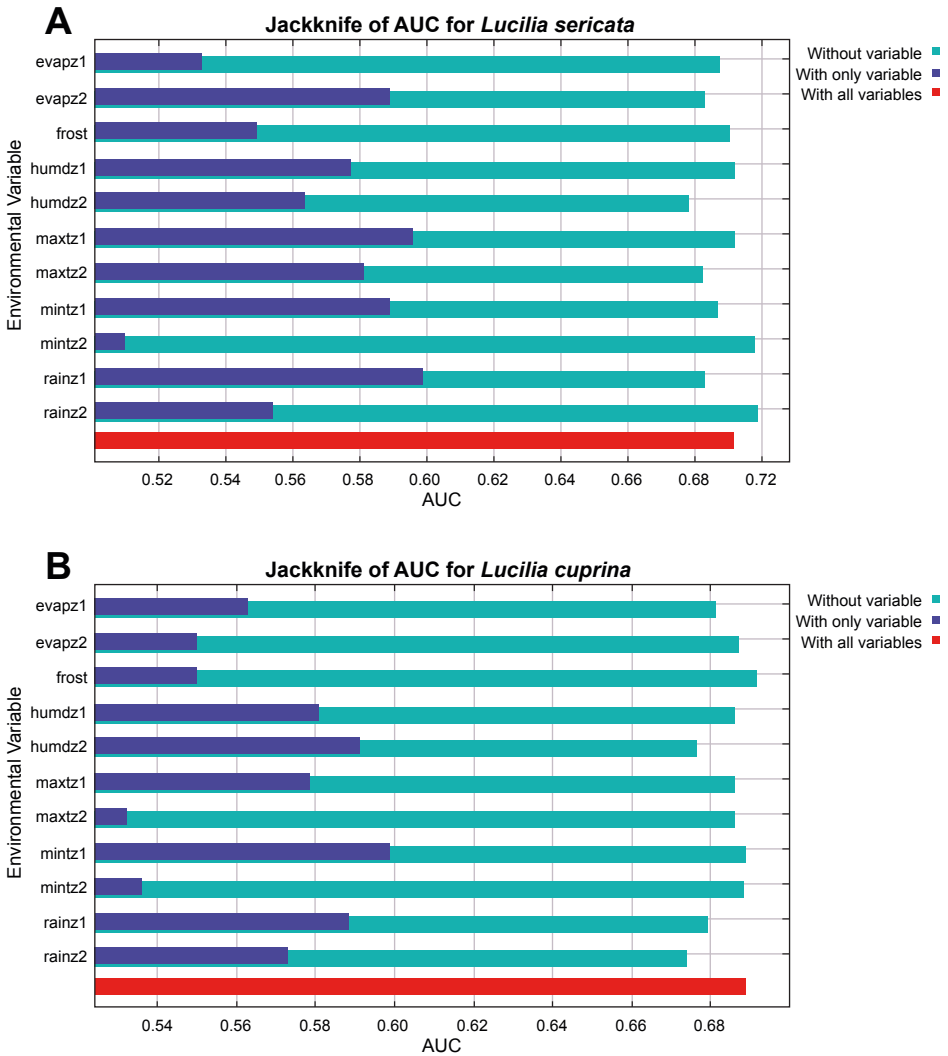 A
Jackknife of AUC for Lucilia sericata
Environmental Variable
evapz1
evapz2
frost
humdz1
humdz2
maxtz1
maxtz2
mintz1
mintz2
rainz1
rainz2
0.52 0.54 0.56 0.58 0.60 0.62 0.64 0.66 0.68 0.72
AUC
Without variable
With only variable
With all variables
B
Jackknife of AUC for Lucilia cuprina
Environmental Variable
evapz1
evapz2
frost
humdz1
humdz2
maxtz1
maxtz2
mintz1
mintz2
rainz1
rainz2
0.54 0.56 0.58 0.60 0.62 0.64 0.66 0.68
AUC
Without variable
With only variable
With all variables